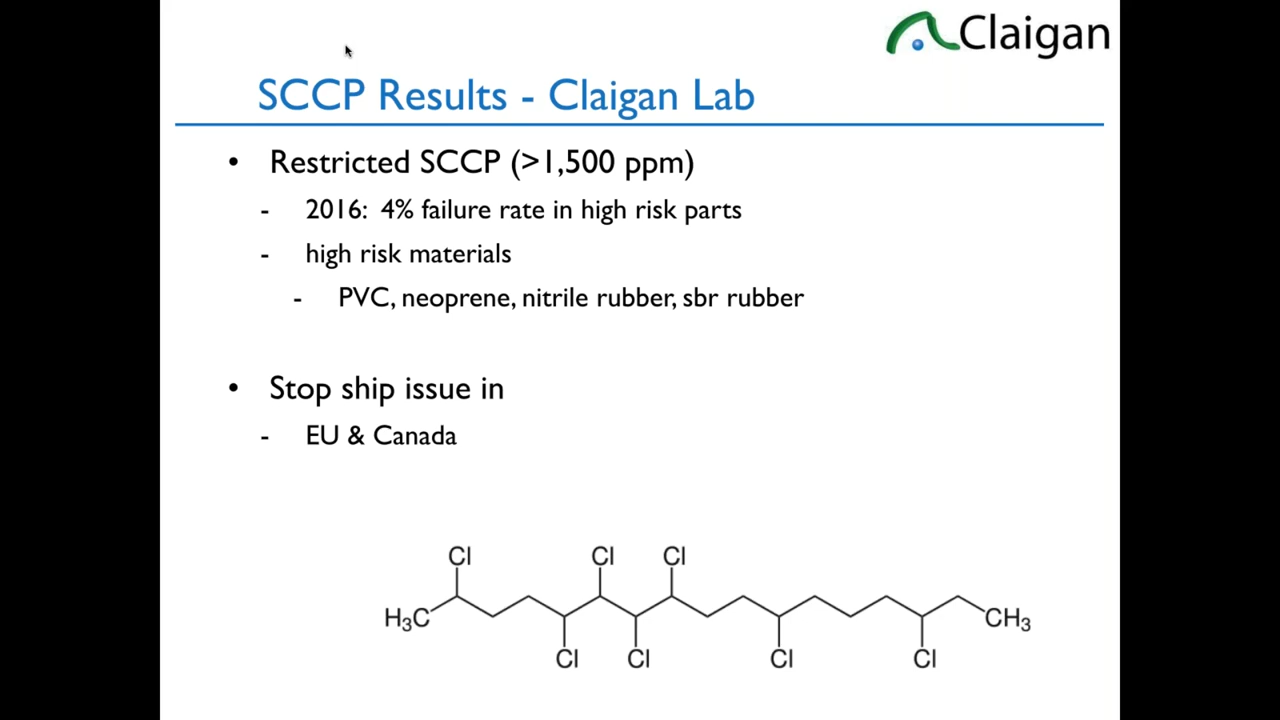 Claigan
SCCP Results - Claigan Lab
• Restricted SCCP (>1,500 ppm)
- 2016: 4% failure rate in high risk parts
- high risk materials
- PVC, neoprene, nitrile rubber, sbr rubber
• Stop ship issue in
- EU & Canada
Cl Cl Cl
H₃C CH₃
Cl Cl Cl Cl